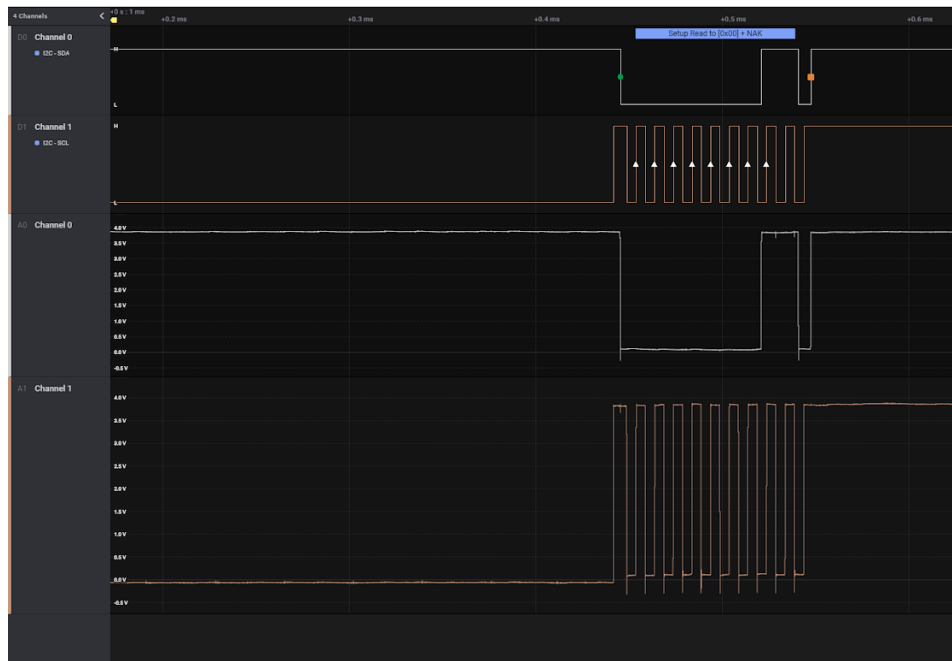 4 Channels
+0 s : 1 ms
+0.2 ms
+0.3 ms
+0.4 ms
+0.5 ms
+0.6 ms
D0 Channel 0
I2C - SDA
Setup Read to [0x00] + NAK
H
L
D1 Channel 1
I2C - SCL
H
L
A0 Channel 0
4.0 V
3.5 V
3.0 V
2.5 V
2.0 V
1.5 V
1.0 V
0.5 V
0.0 V
-0.5 V
A1 Channel 1
4.0 V
3.5 V
3.0 V
2.5 V
2.0 V
1.5 V
1.0 V
0.5 V
0.0 V
-0.5 V